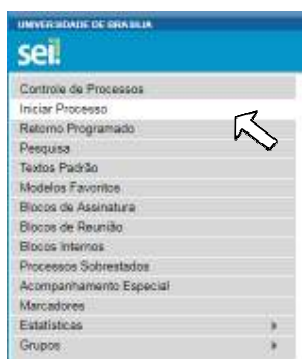 UNIVERSIDADE DE BRASILIA
sei!
Controle de Processos
Iniciar Processo
Retorno Programado
Pesquisa
Textos Padrão
Modelos Favoritos
Blocos de Assinatura
Blocos de Reunião
Blocos Internos
Processos Sobrestados
Acompanhamento Especial
Marcadores
Estatísticas
Grupos